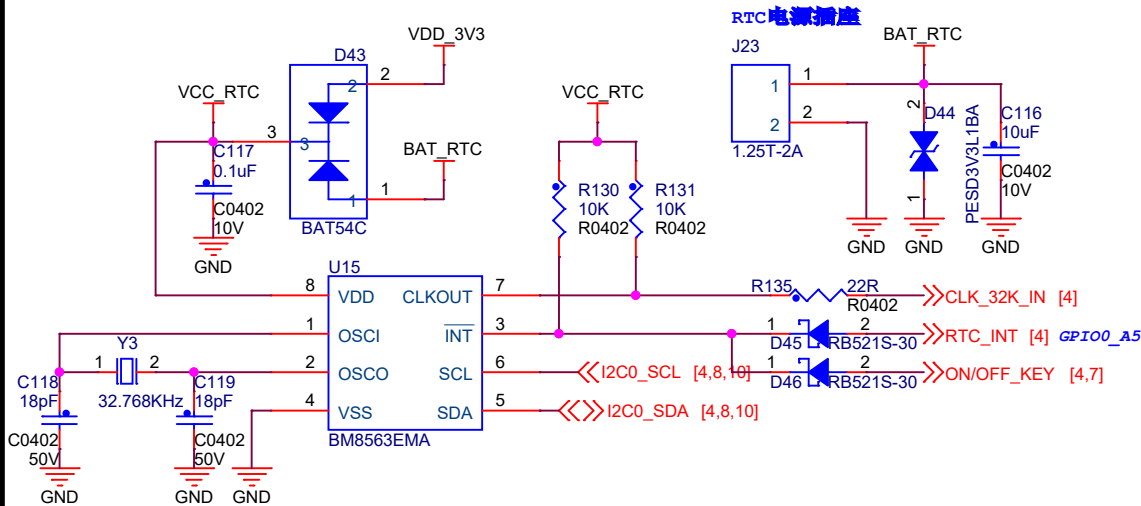 RTC电源插座
VDD_3V3
D43
2
2
VCC_RTC
3
3
C117
0.1uF
C0402
10V
GND
BAT_RTC
1
1
BAT54C
VCC_RTC
R130
10K
R0402
R131
10K
R0402
J23
1
1
2
2
1.25T-2A
GND
BAT_RTC
2
D44
1
PESD3V3L1BA
GND
C116
10uF
C0402
10V
GND
U15
8
VDD
CLKOUT
7
1
OSCI
INT
3
2
OSCO
SCL
6
4
VSS
SDA
5
BM8563EMA
R135
22R
R0402
CLK_32K_IN [4]
1
2
D45
RB521S-30
RTC_INT [4]
GPIO0_A5
1
2
D46
RB521S-30
ON/OFF_KEY [4,7]
I2C0_SCL [4,8,10]
I2C0_SDA [4,8,10]
Y3
1
2
32.768KHz
C118
18pF
C0402
50V
GND
C119
18pF
C0402
50V
GND
GND